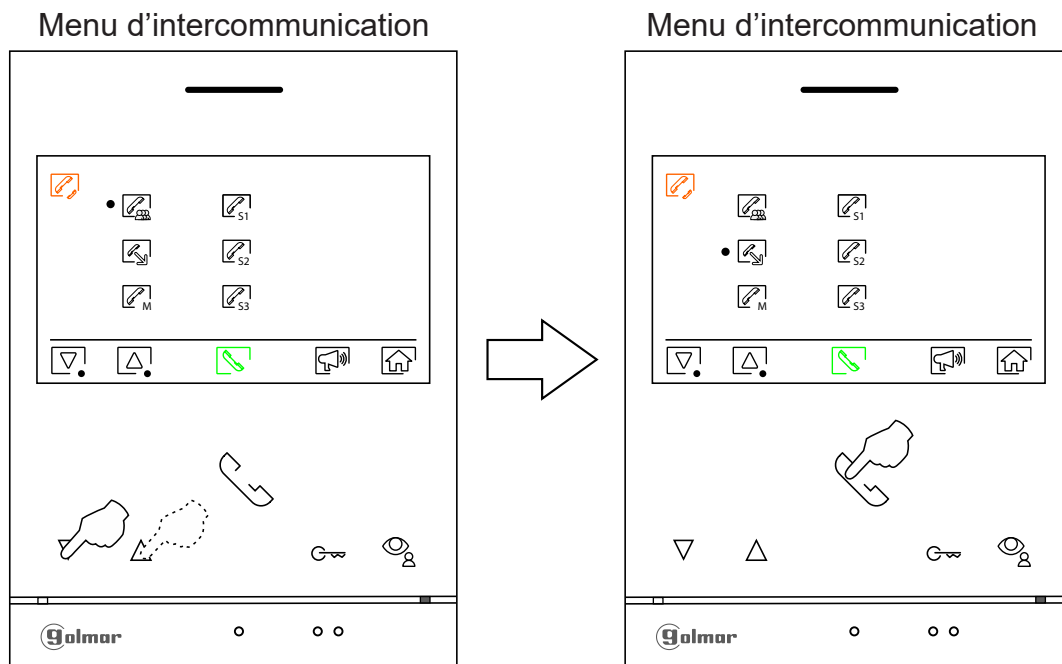 Menu d’intercommunication
S1
S2
M
S3
golmar
Menu d’intercommunication
S1
S2
M
S3
golmar